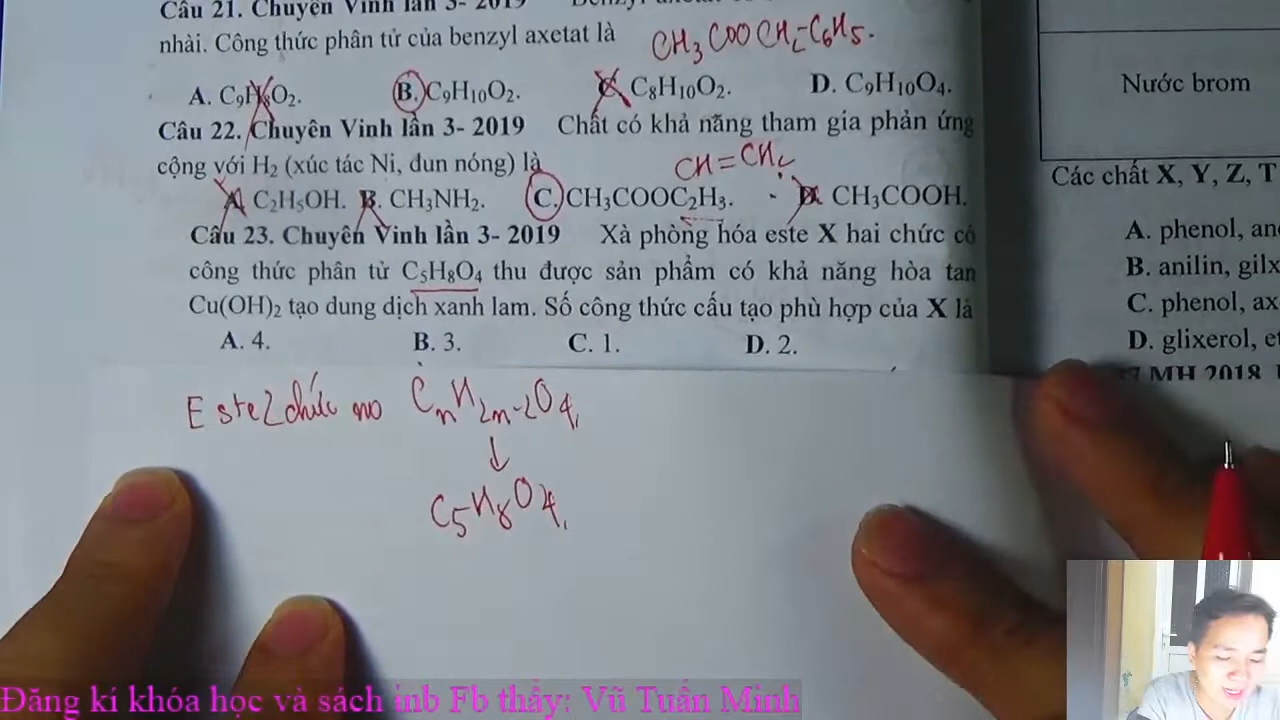 Câu 21. Chuyên Vinh lần 3- 2019
nhài. Công thức phân tử của benzyl axetat là CH3COOCH2-C6H5.
A. C9H8O2. B. C9H10O2. C. C8H10O2. D. C9H10O4.
Câu 22. Chuyên Vinh lần 3- 2019 Chất có khả năng tham gia phản ứng
cộng với H2 (xúc tác Ni, đun nóng) là
CH=CH2
A. C2H5OH. B. CH3NH2. C. CH3COOC2H3. D. CH3COOH.
Câu 23. Chuyên Vinh lần 3- 2019 Xà phòng hóa este X hai chức có
công thức phân tử C5H8O4 thu được sản phẩm có khả năng hòa tan
Cu(OH)2 tạo dung dịch xanh lam. Số công thức cấu tạo phù hợp của X là
A. 4. B. 3. C. 1. D. 2.
Este 2 chức no CnH2n-2O4
↓
C5H8O4
Nước brom
Các chất X, Y, Z, T
A. phenol,
B. anilin,
C. phenol,
D. glixerol,
MH 2018
Đăng kí khóa học và sách inb Fb thầy: Vũ Tuấn Minh